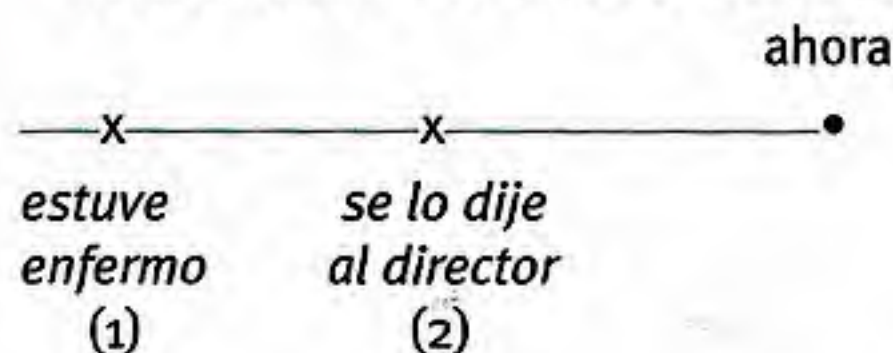 ahora
x x
estuve se lo dije
enfermo al director
(1) (2)